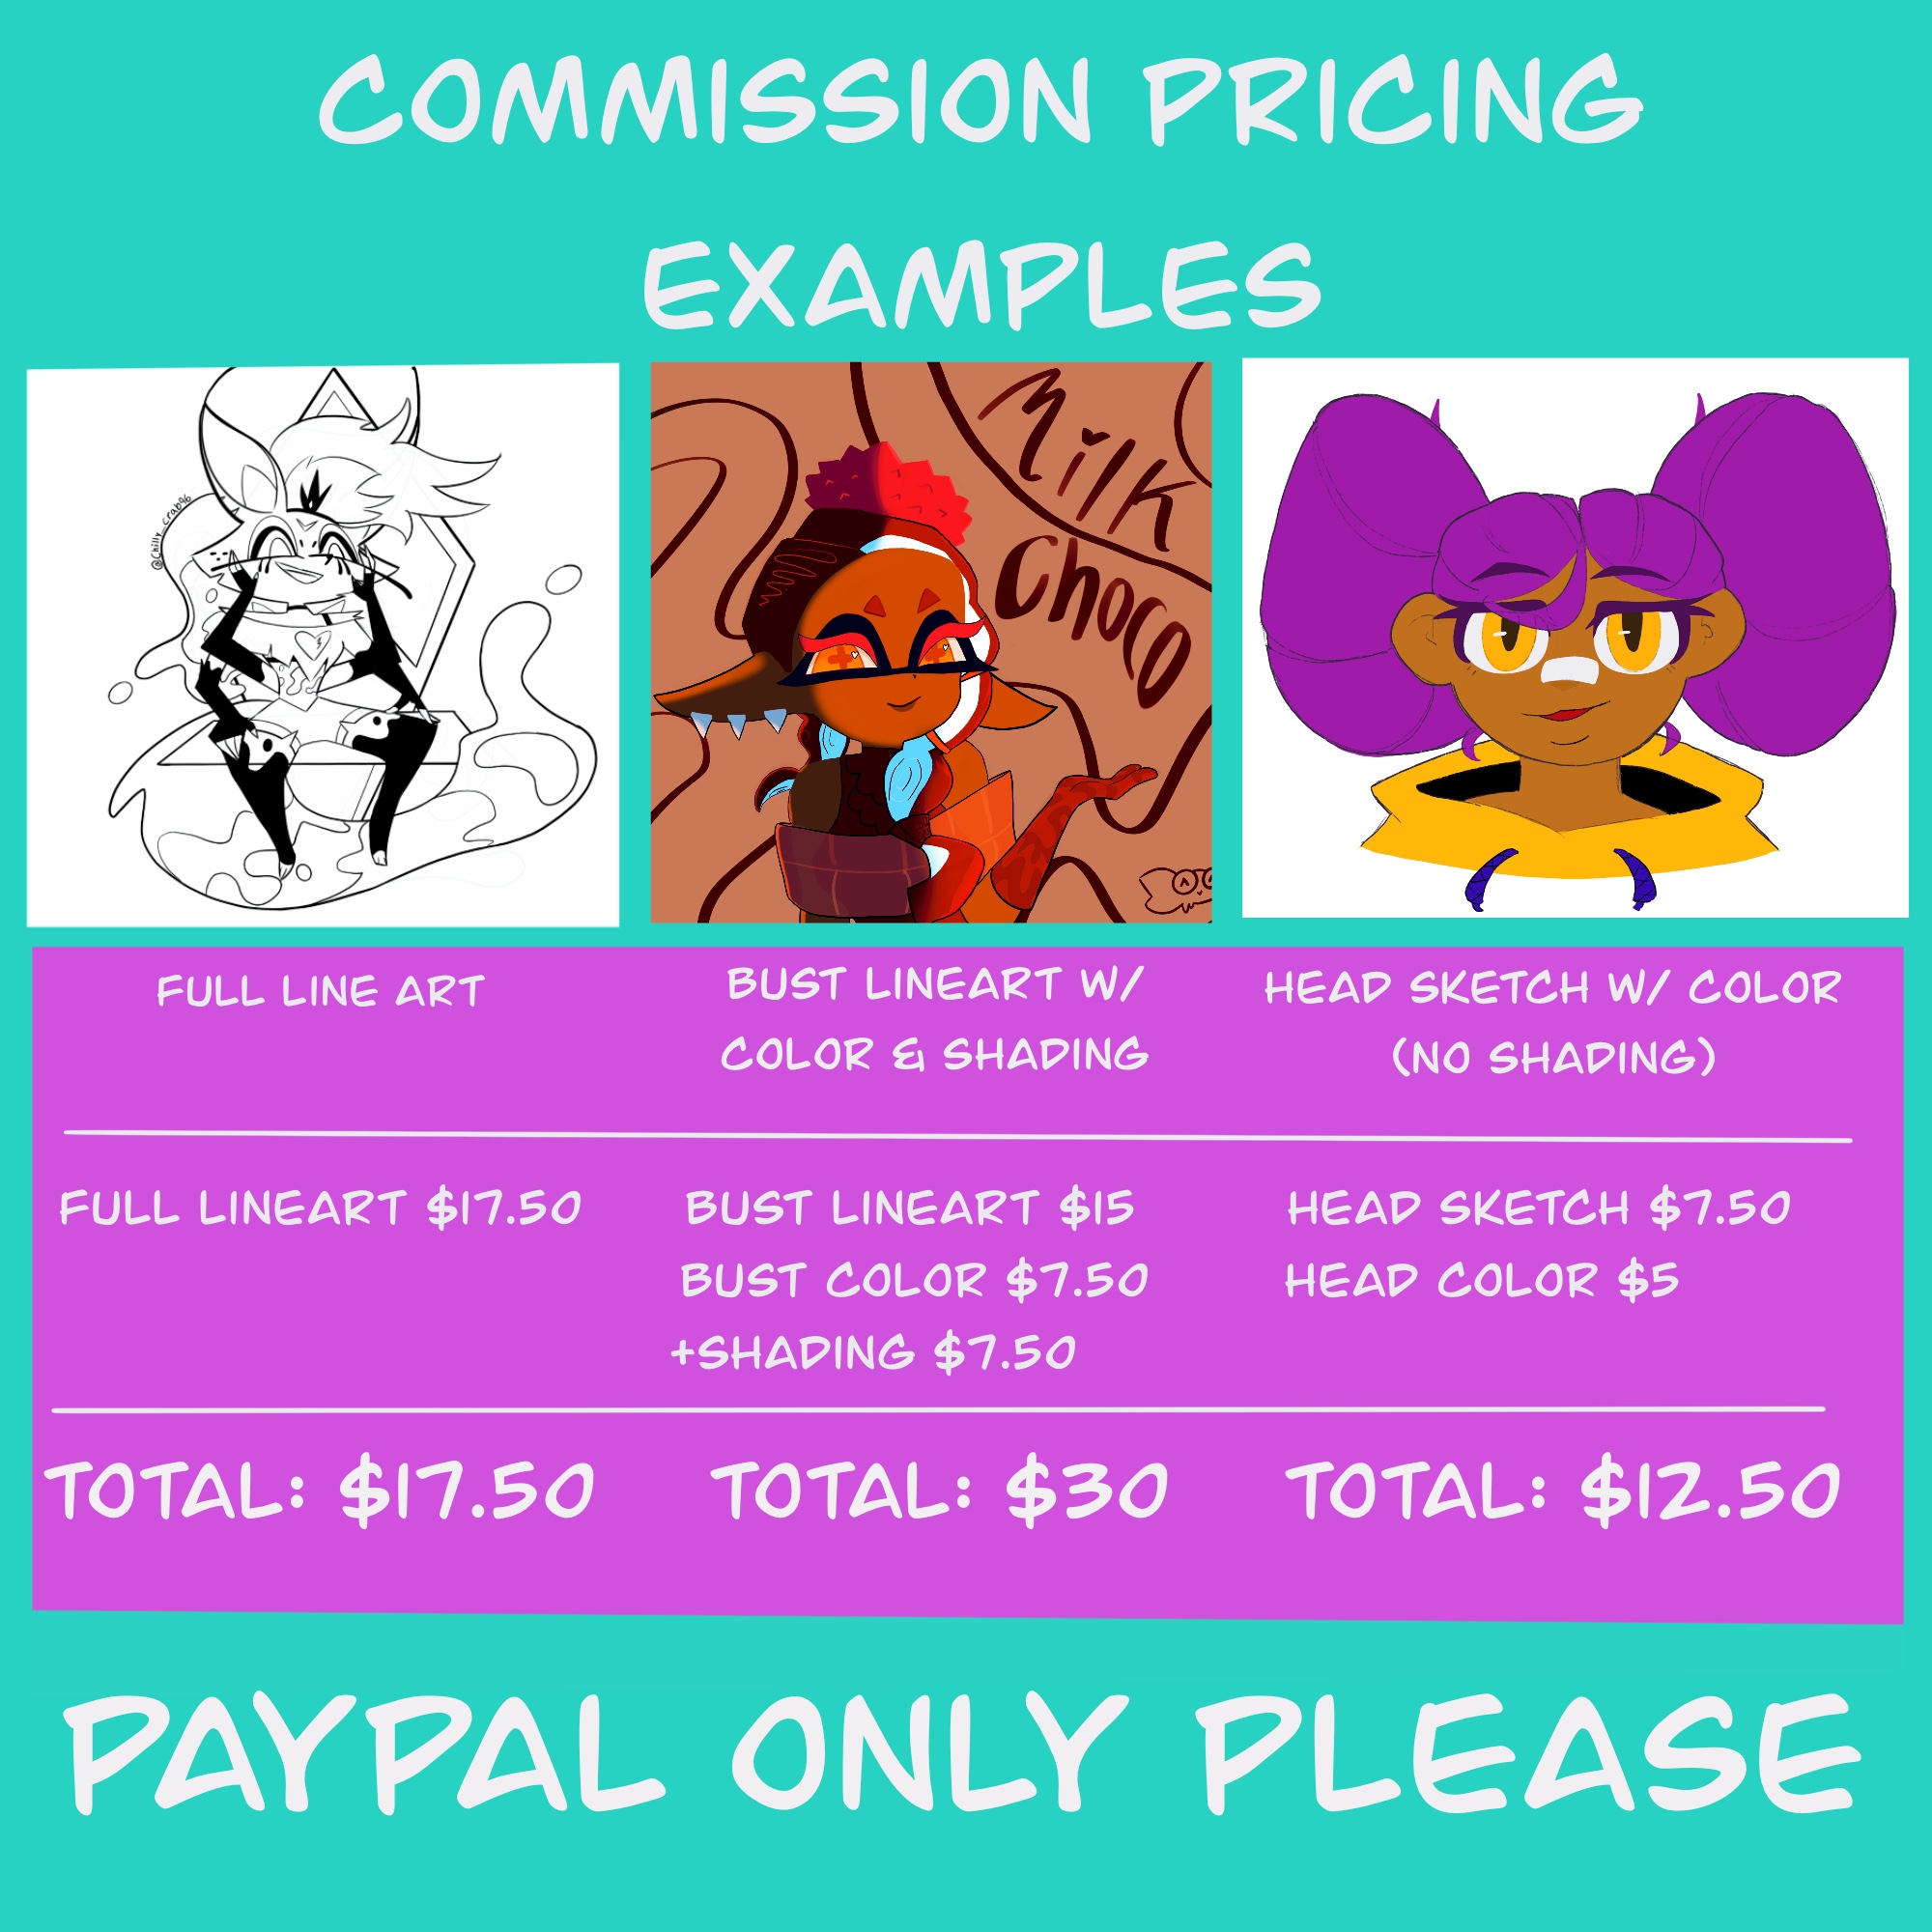 COMMISSION PRICING
EXAMPLES
@Chilly_Crab96
Milk
Choco
FULL LINE ART
BUST LINEART W/
COLOR & SHADING
HEAD SKETCH W/ COLOR
(NO SHADING)
FULL LINEART $17.50
BUST LINEART $15
BUST COLOR $7.50
+SHADING $7.50
HEAD SKETCH $7.50
HEAD COLOR $5
TOTAL: $17.50
TOTAL: $30
TOTAL: $12.50
PAYPAL ONLY PLEASE